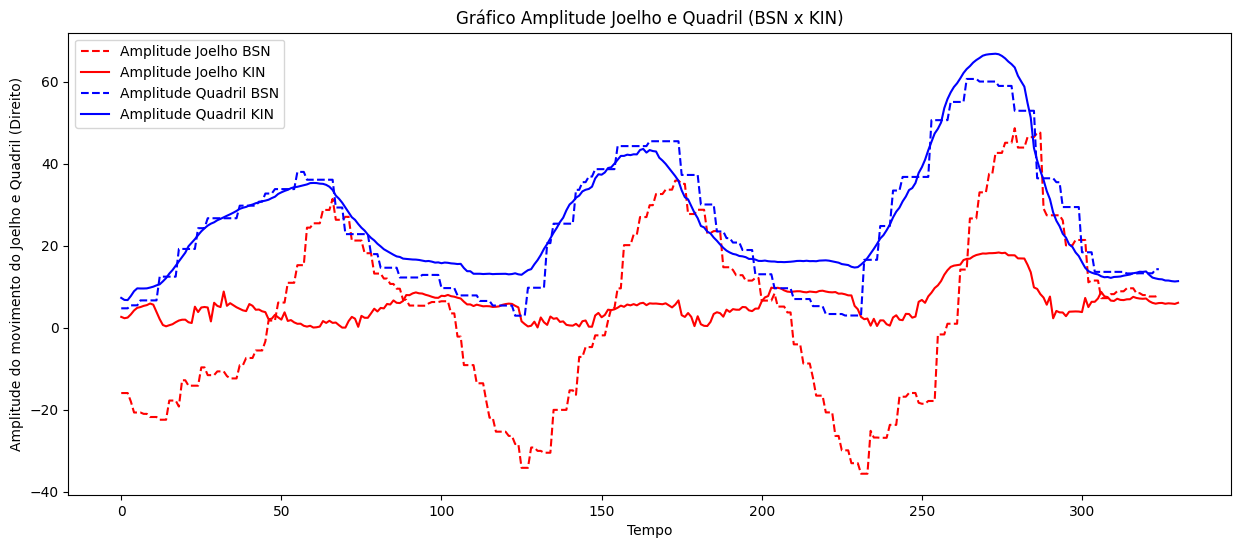 Gráfico Amplitude Joelho e Quadril (BSN x KIN)
Amplitude Joelho BSN
Amplitude Joelho KIN
Amplitude Quadril BSN
Amplitude Quadril KIN
Amplitude do movimento do Joelho e Quadril (Direito)
60
40
20
0
−20
−40
0 50 100 150 200 250 300
Tempo